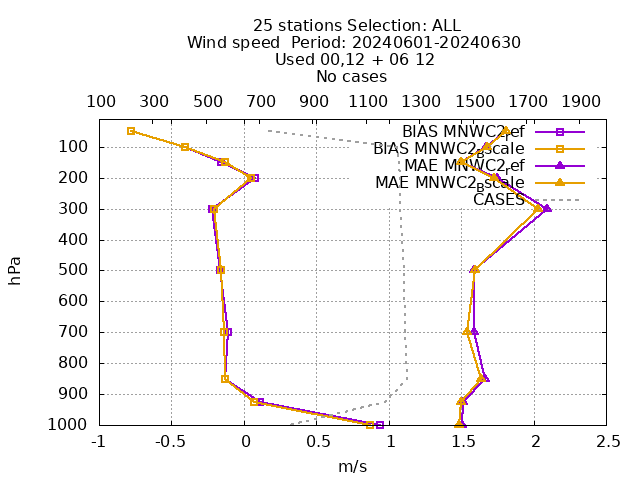 25 stations Selection: ALL
Wind speed  Period: 20240601-20240630
Used 00,12 + 06 12
No cases
100 300 500 700 900 1100 1300 1500 1700 1900
BIAS MNWC2_ref
BIAS MNWC2_Bscale
MAE MNWC2_ref
MAE MNWC2_Bscale
CASES
hPa
100
200
300
400
500
600
700
800
900
1000
-1 -0.5 0 0.5 1 1.5 2 2.5
m/s